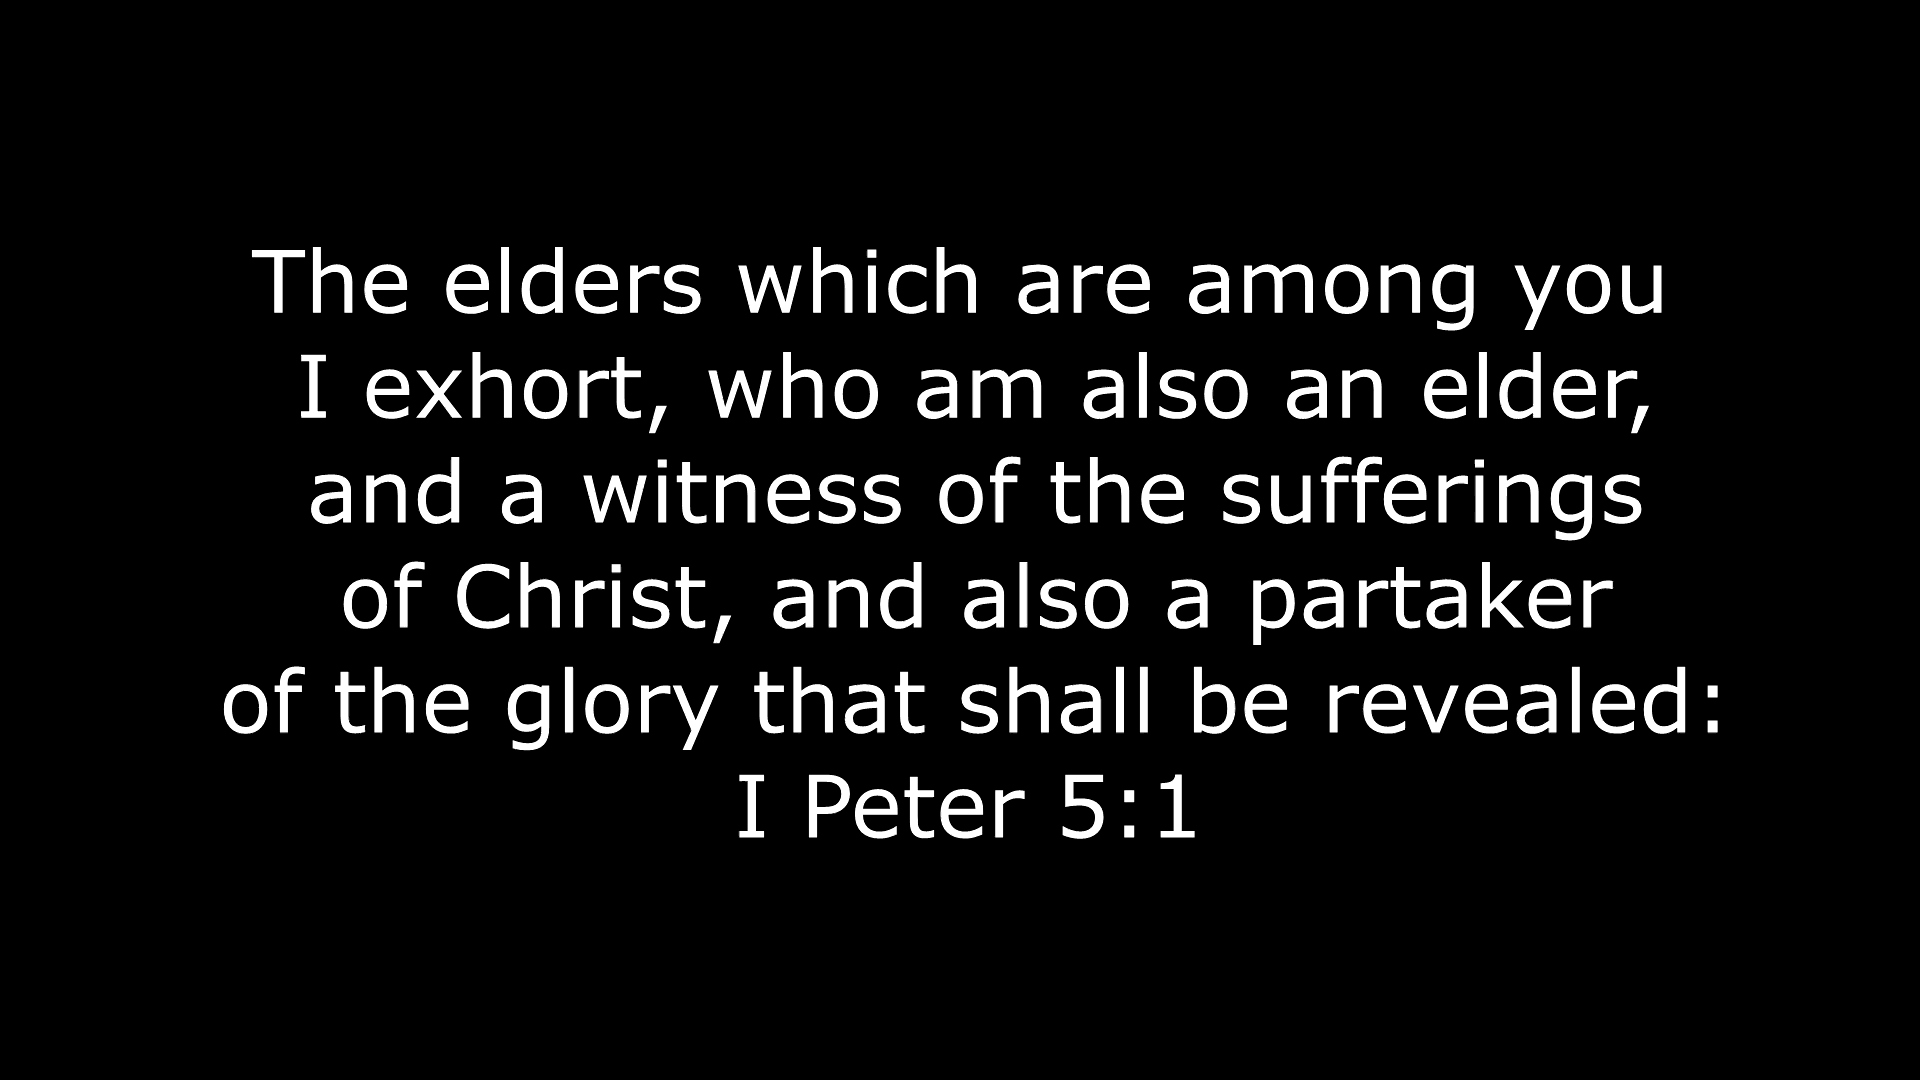 The elders which are among you
I exhort, who am also an elder,
and a witness of the sufferings
of Christ, and also a partaker
of the glory that shall be revealed:
I Peter 5:1